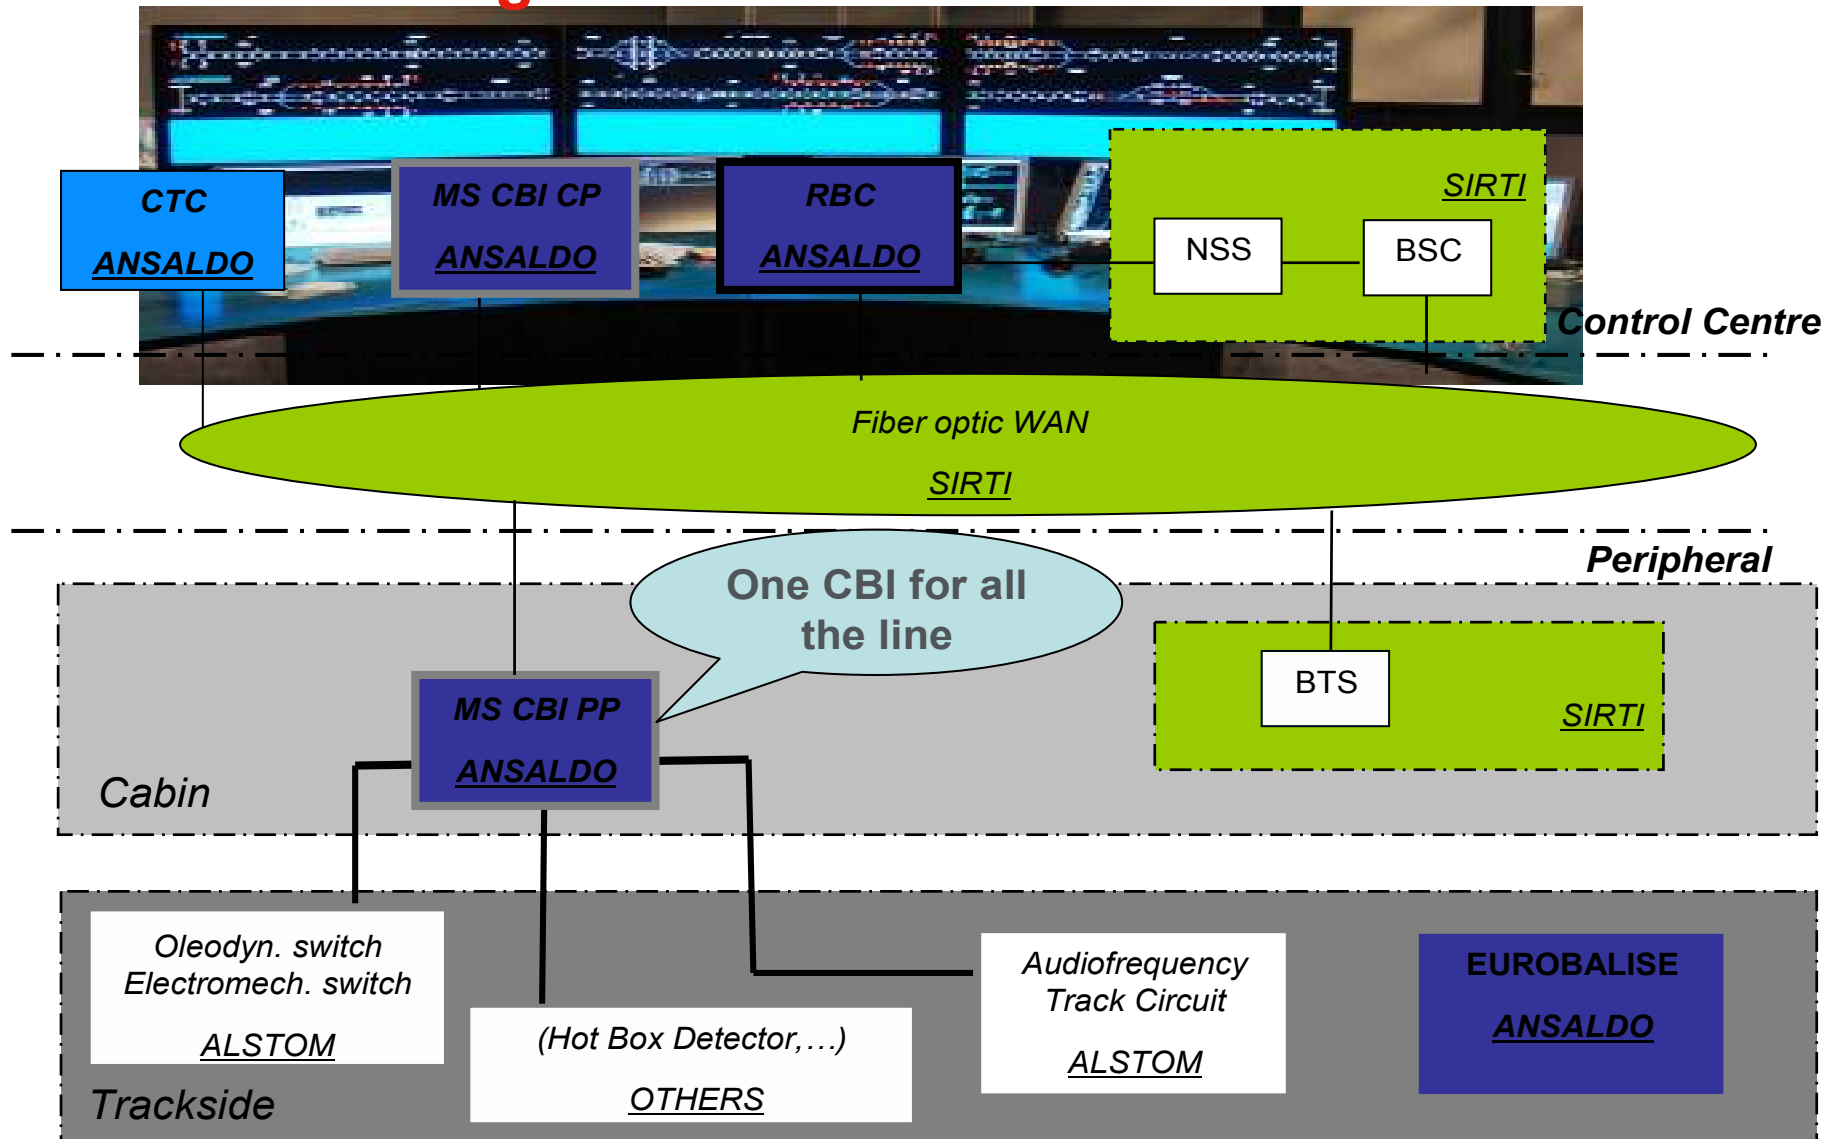 CTC
ANSALDO
MS CBI CP
ANSALDO
RBC
ANSALDO
SIRTI
NSS
BSC
Control Centre
Fiber optic WAN
SIRTI
Peripheral
One CBI for all
the line
MS CBI PP
ANSALDO
BTS
SIRTI
Cabin
Oleodyn. switch
Electromech. switch
ALSTOM
(Hot Box Detector,...)
OTHERS
Audiofrequency
Track Circuit
ALSTOM
EUROBALISE
ANSALDO
Trackside